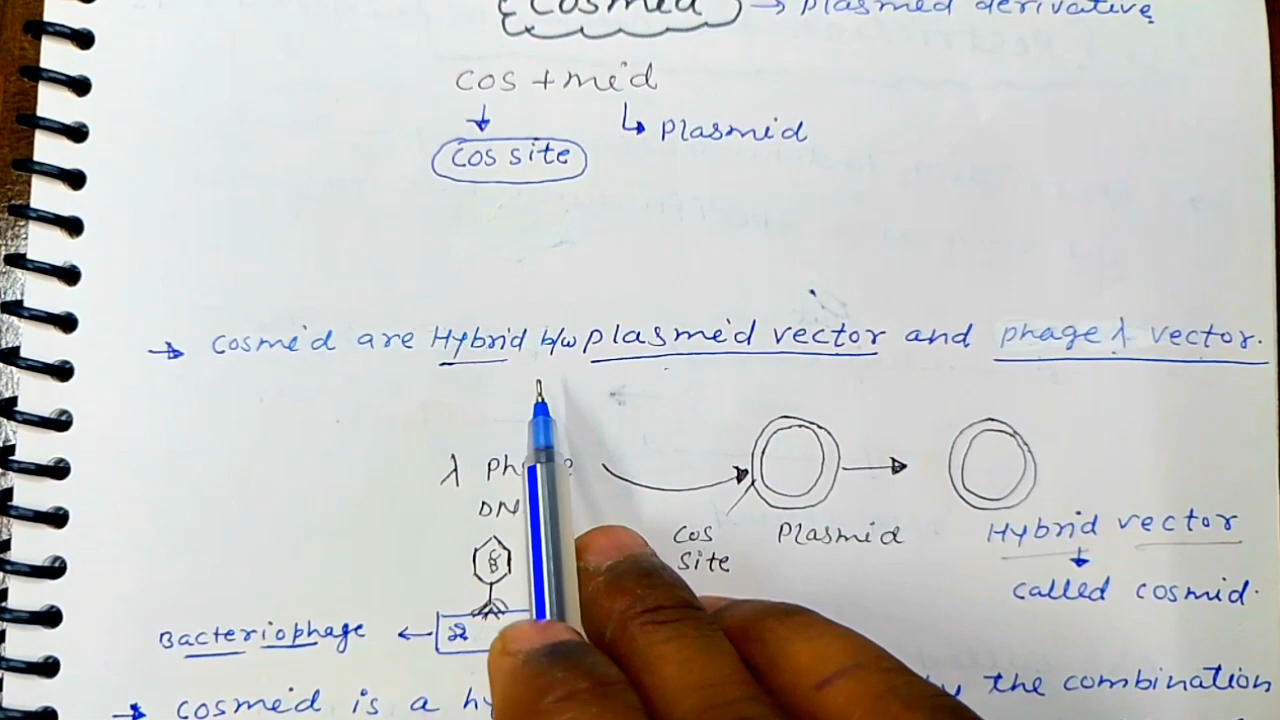 Cosmid → plasmid derivative
cos + mid
cos site
plasmid
→ cosmid are Hybrid b/w plasmid vector and phage λ vector.
λ
cos site
plasmid
Hybrid vector
called cosmid.
Bacteriophage ←
→ cosmid is a
the combination